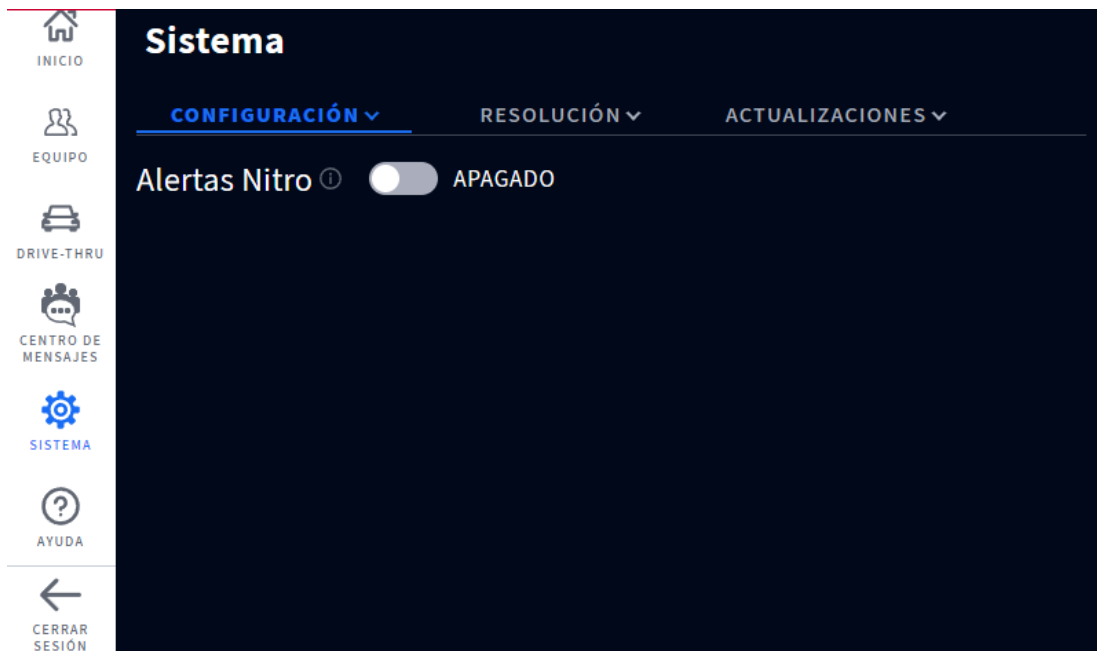 INICIO
EQUIPO
DRIVE-THRU
CENTRO DE
MENSAJES
SISTEMA
AYUDA
CERRAR
SESIÓN
Sistema
CONFIGURACIÓN
RESOLUCIÓN
ACTUALIZACIONES
Alertas Nitro
APAGADO